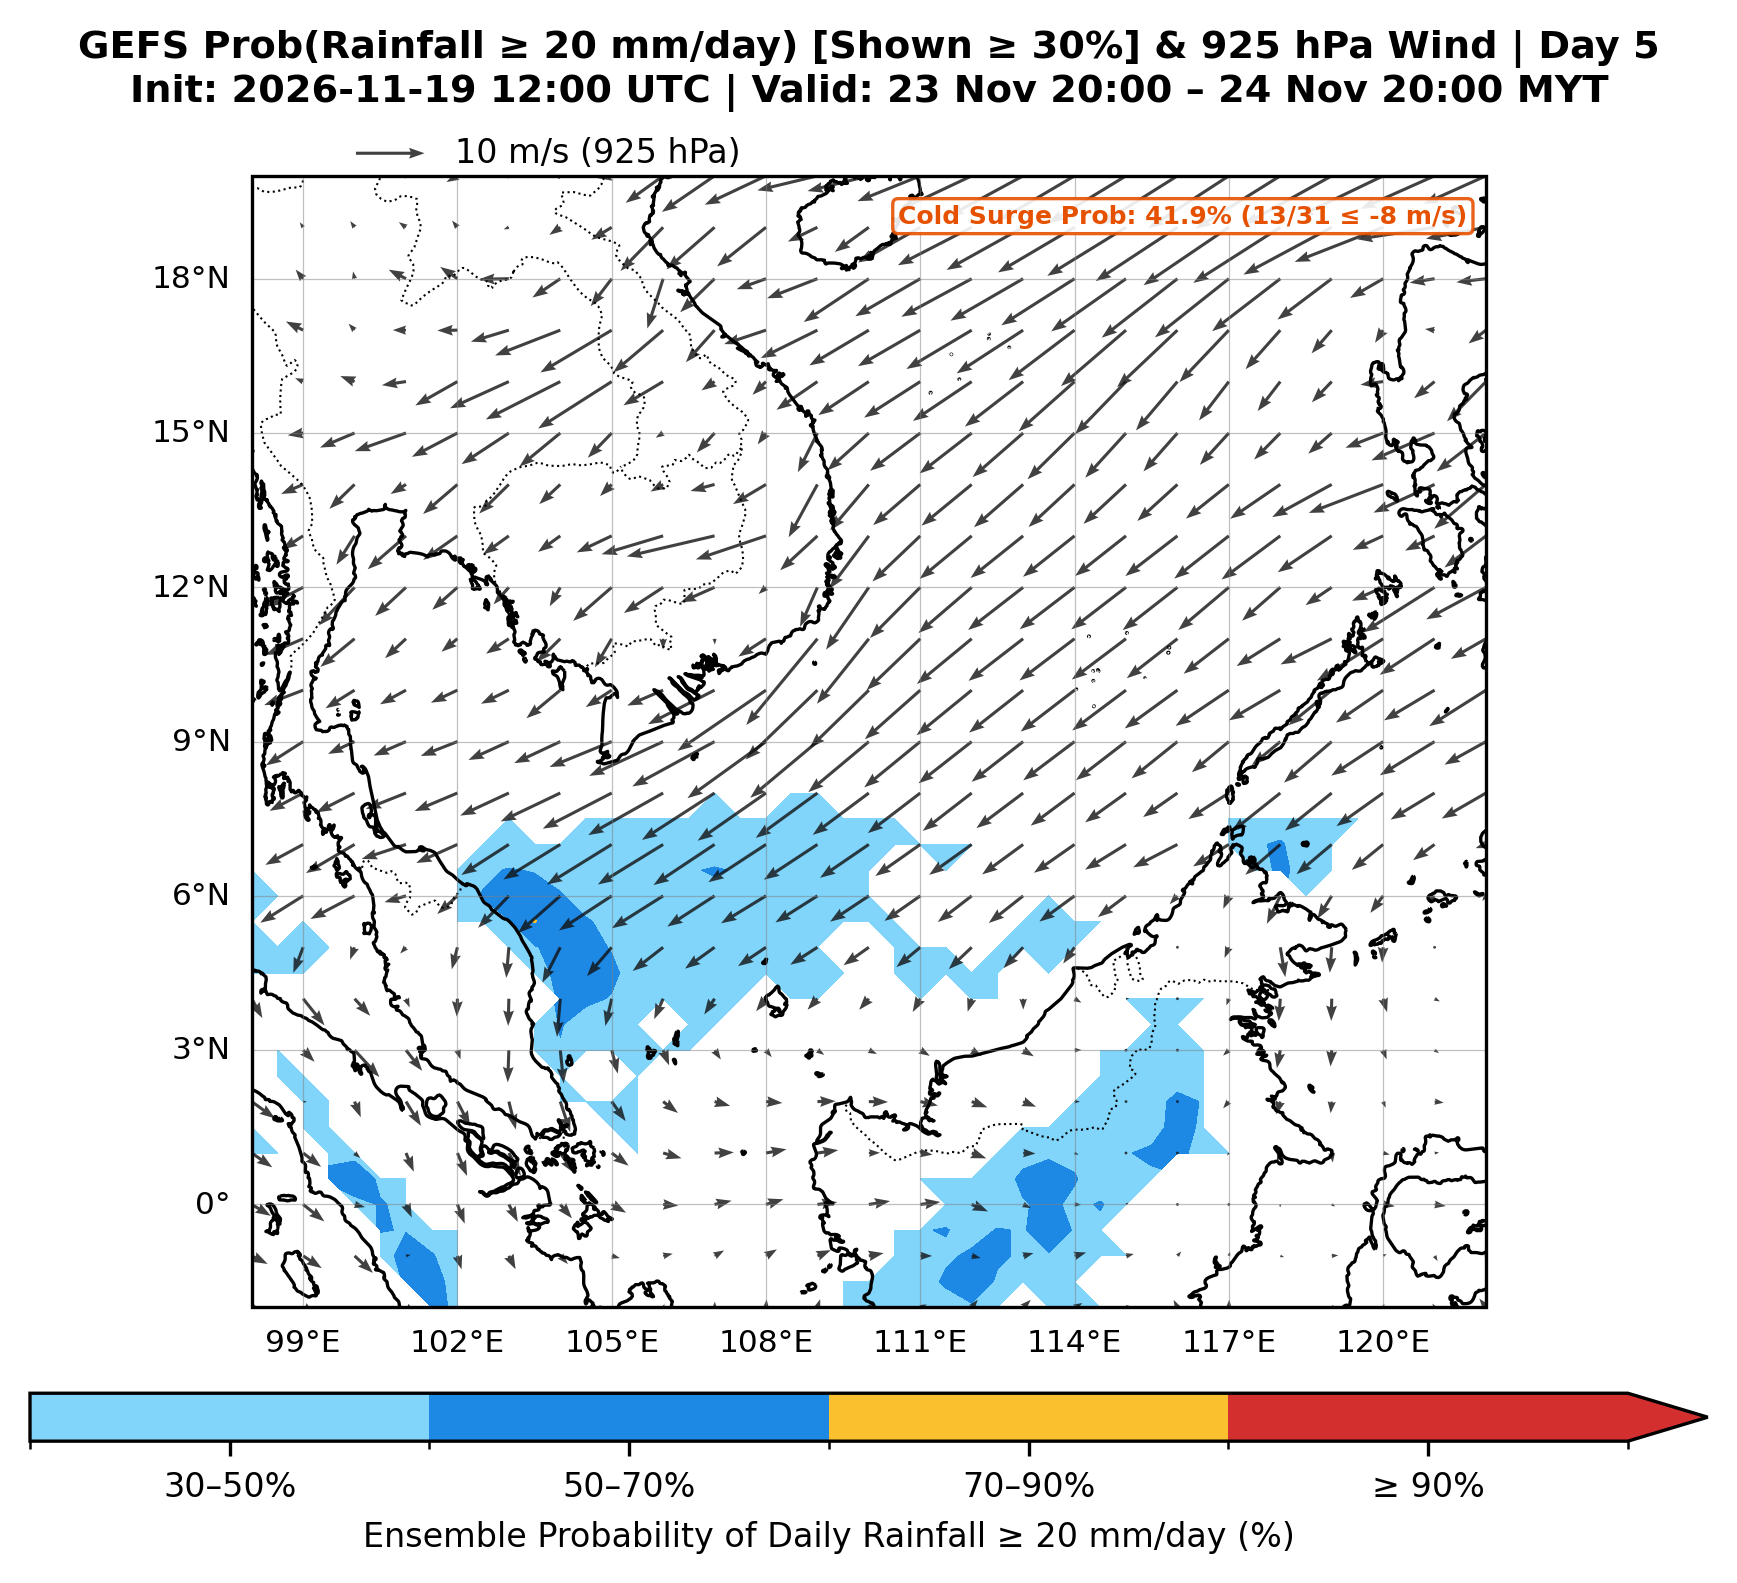 GEFS Prob(Rainfall ≥ 20 mm/day) [Shown ≥ 30%] & 925 hPa Wind | Day 5
Init: 2026-11-19 12:00 UTC | Valid: 23 Nov 20:00 – 24 Nov 20:00 MYT
10 m/s (925 hPa)
Cold Surge Prob: 41.9% (13/31 ≤ -8 m/s)
18°N
15°N
12°N
9°N
6°N
3°N
0°
99°E 102°E 105°E 108°E 111°E 114°E 117°E 120°E
30–50% 50–70% 70–90% ≥ 90%
Ensemble Probability of Daily Rainfall ≥ 20 mm/day (%)